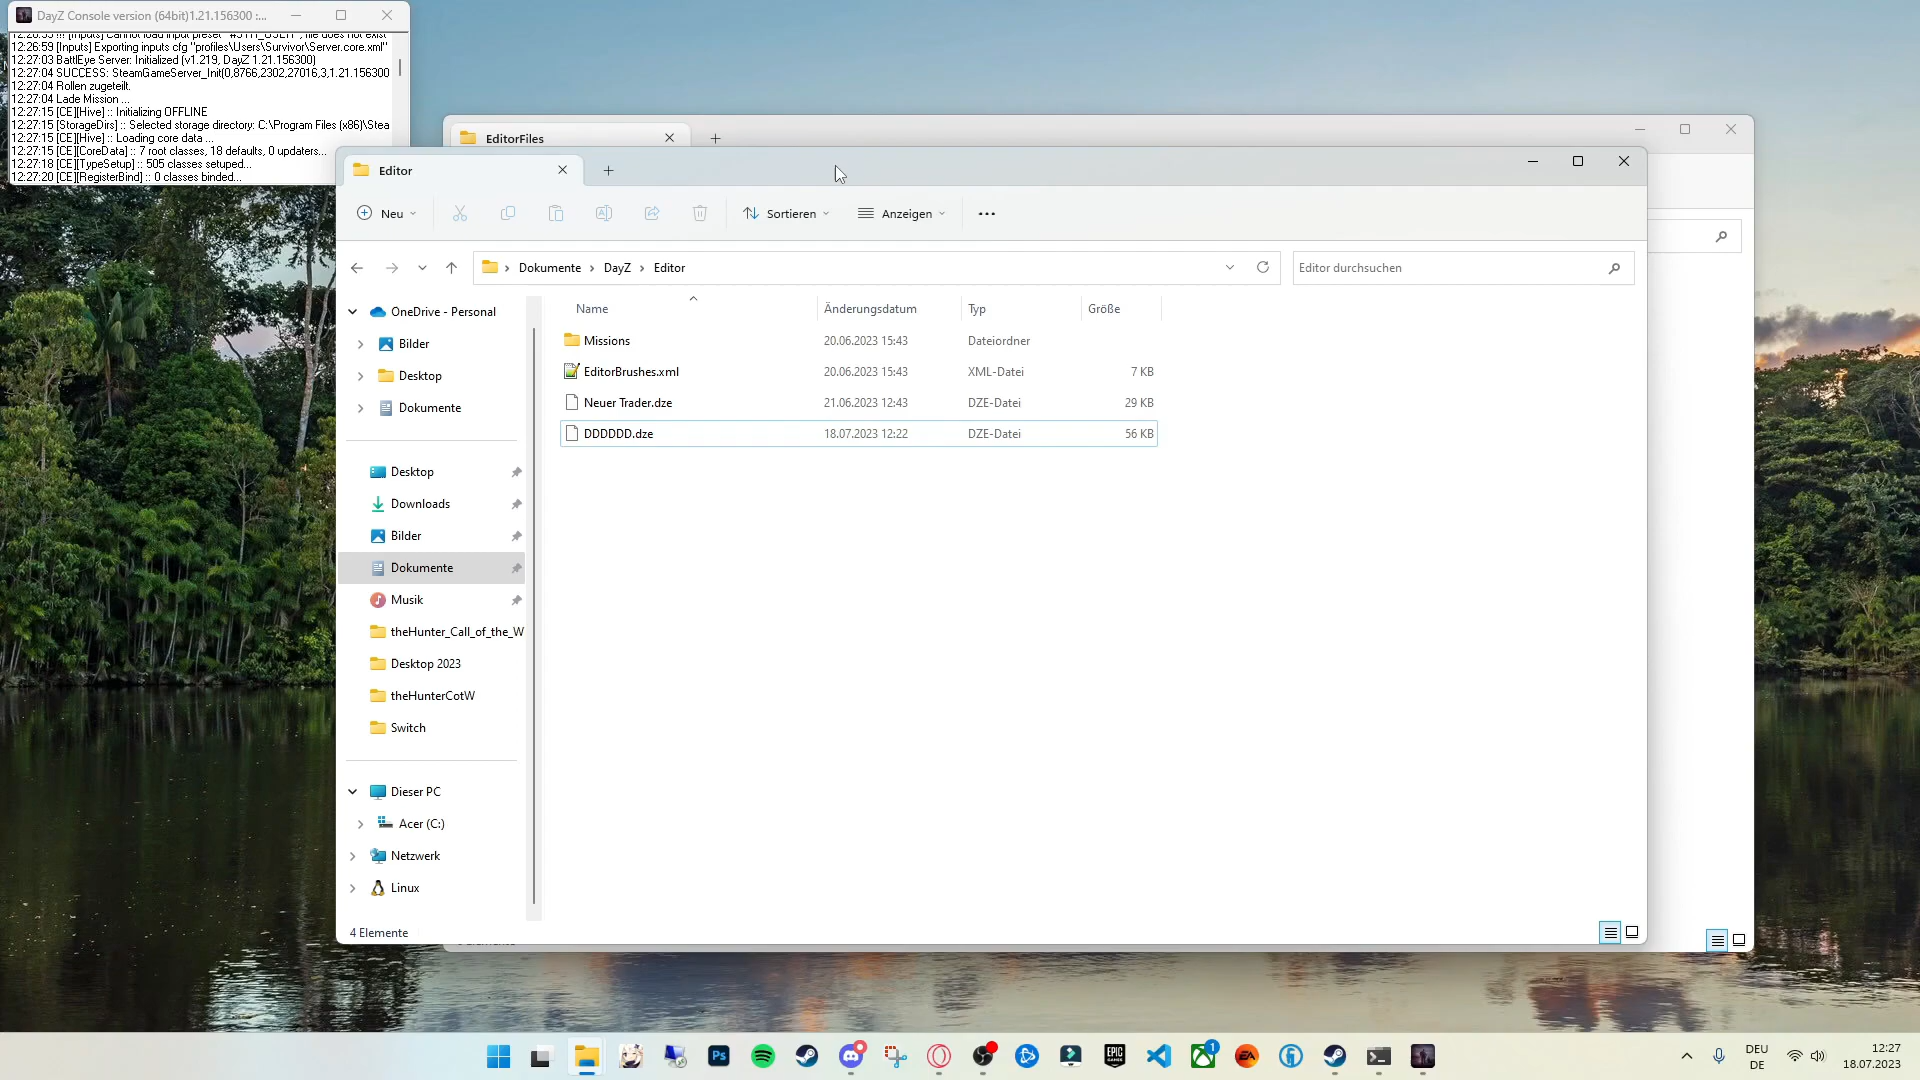 DayZ Console version (64bit)1.21.156300 :...
12:26:59 [Inputs] Exporting inputs cfg "profiles\Users\Survivor\Server.core.xml"
12:27:03 BattlEye Server: Initialized (v1.219, DayZ 1.21.156300)
12:27:04 SUCCESS: SteamGameServer_Init(0,8766,2302,27016,3,1.21.156300
12:27:04 Rollen zugeteilt.
12:27:04 Lade Mission ...
12:27:15 [CE][Hive] :: Initializing OFFLINE
12:27:15 [StorageDirs] :: Selected storage directory: C:\Program Files (x86)\Stea
12:27:15 [CE][Hive] :: Loading core data ...
12:27:15 [CE][CoreData] :: 7 root classes, 18 defaults, 0 updaters...
12:27:18 [CE][TypeSetup] :: 505 classes setuped...
12:27:20 [CE][RegisterBind] :: 0 classes binded...
EditorFiles
Editor
Neu
Sortieren
Anzeigen
Dokumente
DayZ
Editor
Editor durchsuchen
Name
Änderungsdatum
Typ
Größe
Missions
20.06.2023 15:43
Dateiordner
EditorBrushes.xml
20.06.2023 15:43
XML-Datei
7 KB
Neuer Trader.dze
21.06.2023 12:43
DZE-Datei
29 KB
DDDDDD.dze
18.07.2023 12:22
DZE-Datei
56 KB
OneDrive - Personal
Bilder
Desktop
Dokumente
Desktop
Downloads
Bilder
Dokumente
Musik
theHunter_Call_of_the_W
Desktop 2023
theHunterCotW
Switch
Dieser PC
Acer (C:)
Netzwerk
Linux
4 Elemente
Ps
EPIC
GAMES
1
EA
DEU
DE
12:27
18.07.2023